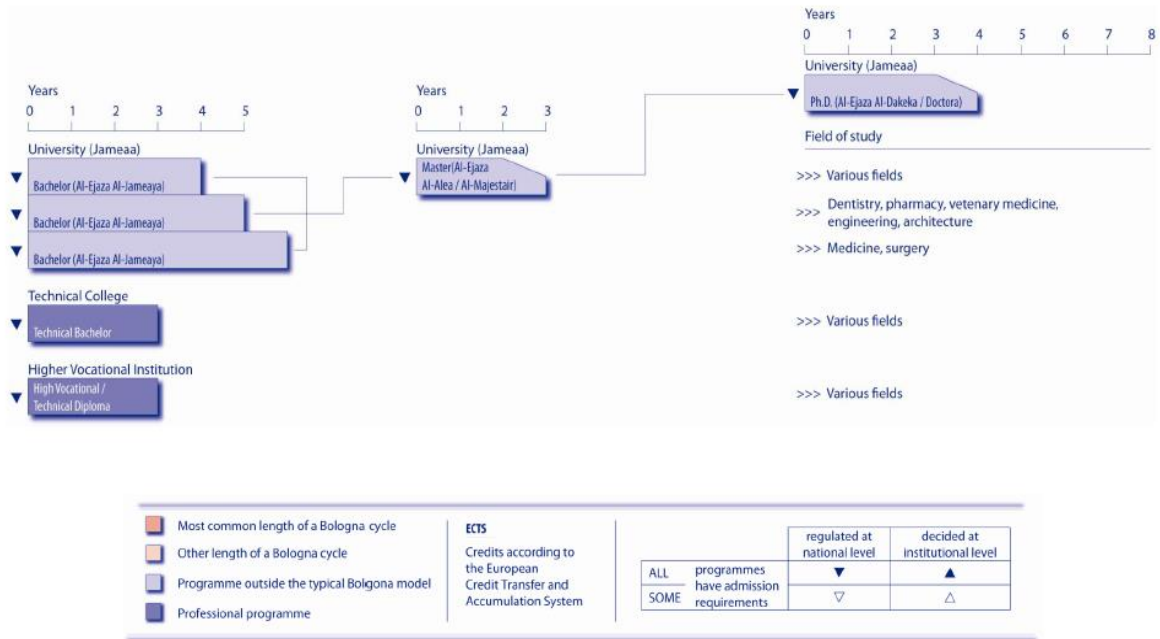 Years
0 1 2 3 4 5 6 7 8
University (Jameaa)
Ph.D. (Al-Ejaza Al-Dakeka / Doctora)
Field of study
Years
0 1 2 3 4 5
University (Jameaa)
Bachelor (Al-Ejaza Al-Jameaya)
Bachelor (Al-Ejaza Al-Jameaya)
Bachelor (Al-Ejaza Al-Jameaya)
Years
0 1 2 3
University (Jameaa)
Master(Al-Ejaza
Al-Alea / Al-Majestair)
>>> Various fields
>>> Dentistry, pharmacy, vetenary medicine,
engineering, architecture
>>> Medicine, surgery
Technical College
Technical Bachelor
>>> Various fields
Higher Vocational Institution
High Vocational /
Technical Diploma
>>> Various fields
Most common length of a Bologna cycle
Other length of a Bologna cycle
Programme outside the typical Bolgona model
Professional programme
ECTS
Credits according to
the European
Credit Transfer and
Accumulation System
regulated at
national level
decided at
institutional level
ALL
SOME
programmes
have admission
requirements
▼ ▲
▽ △